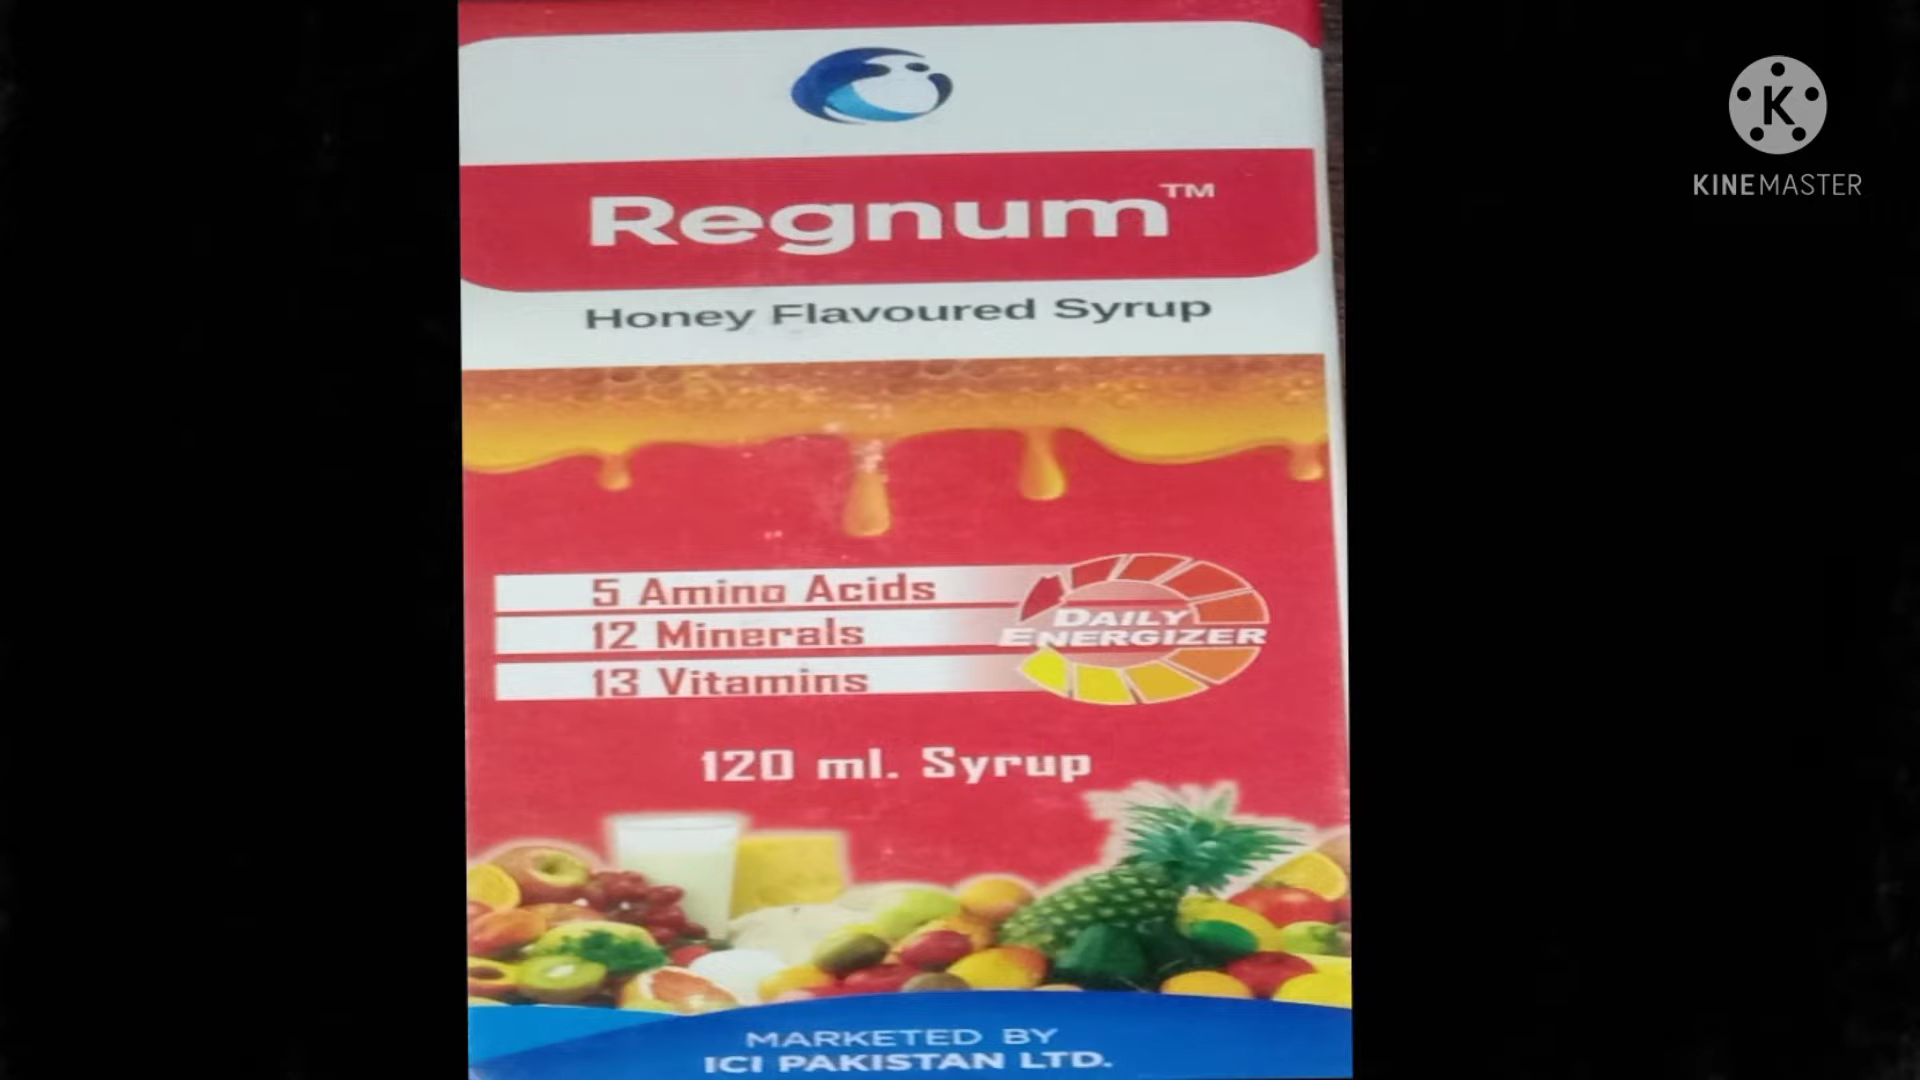 Regnum™
Honey Flavoured Syrup
5 Amino Acids
12 Minerals
13 Vitamins
DAILY
ENERGIZER
120 ml. Syrup
MARKETED BY
ICI PAKISTAN LTD.
K
KINEMASTER